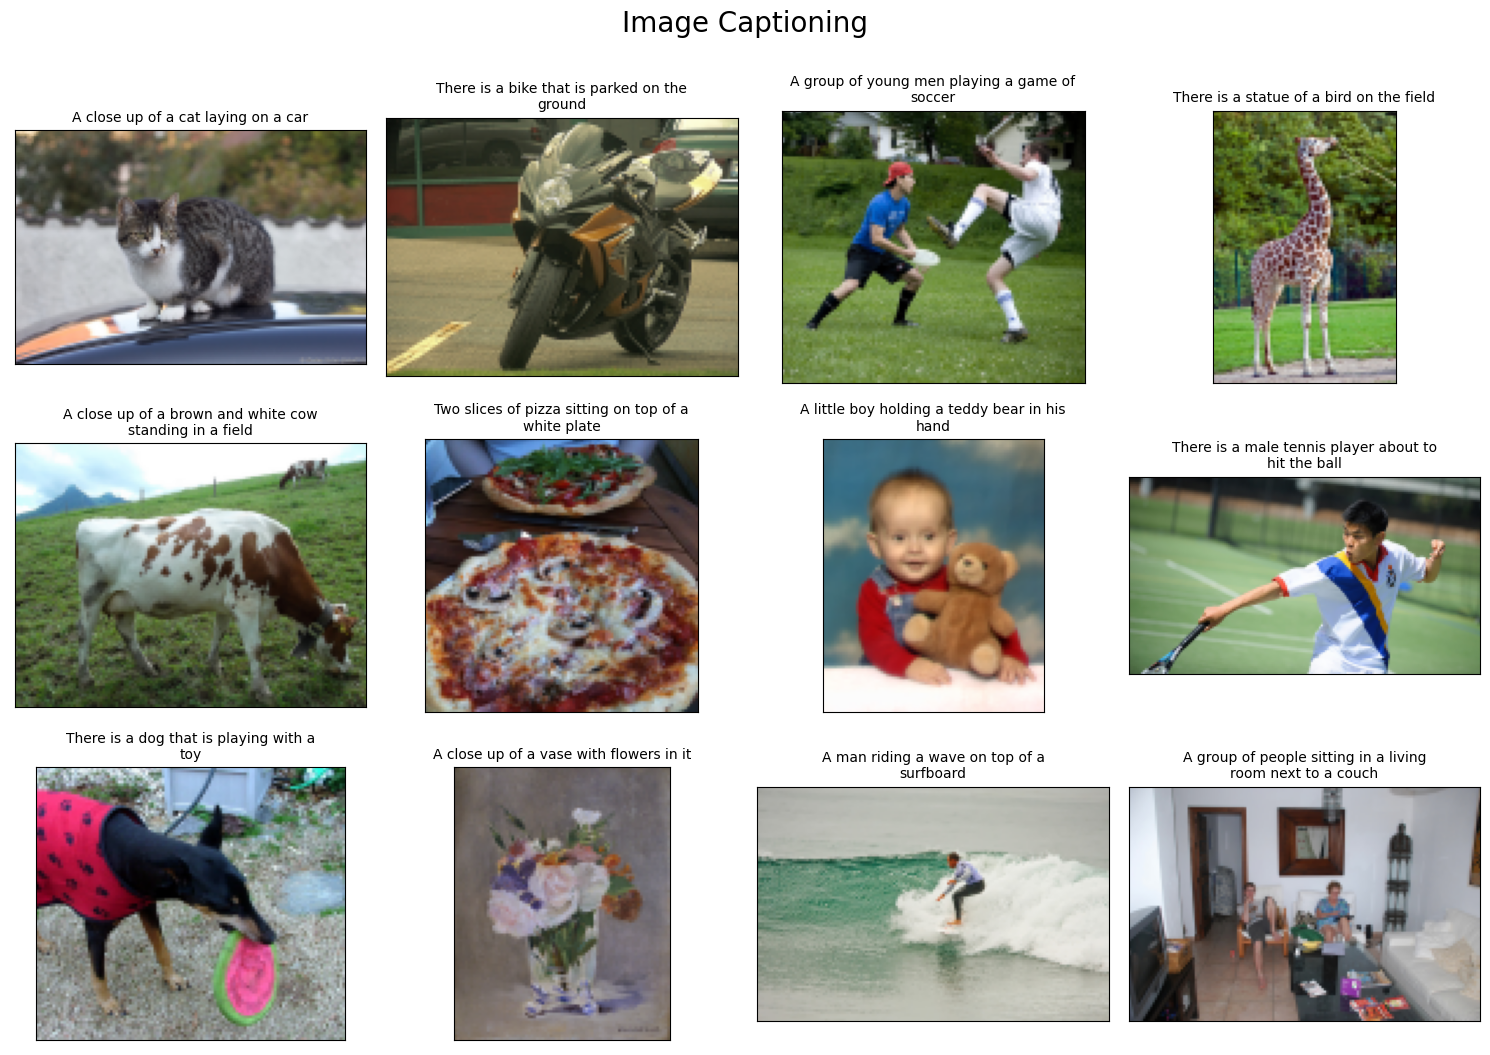 Image Captioning
A close up of a cat laying on a car
There is a bike that is parked on the
ground
A group of young men playing a game of
soccer
There is a statue of a bird on the field
A close up of a brown and white cow
standing in a field
Two slices of pizza sitting on top of a
white plate
A little boy holding a teddy bear in his
hand
There is a male tennis player about to
hit the ball
There is a dog that is playing with a
toy
A close up of a vase with flowers in it
A man riding a wave on top of a
surfboard
A group of people sitting in a living
room next to a couch